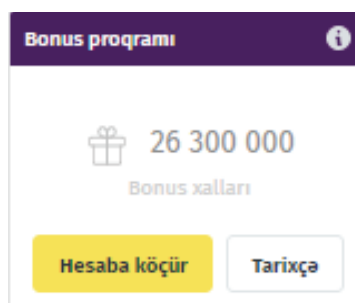 Bonus proqramı
26 300 000
Bonus xalları
Hesaba köçür
Tarixçə